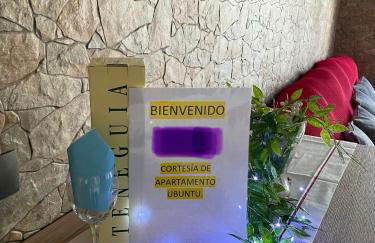 TENEGUIA
BIENVENIDO
CORTESÍA DE
APARTAMENTO
UBUNTU.